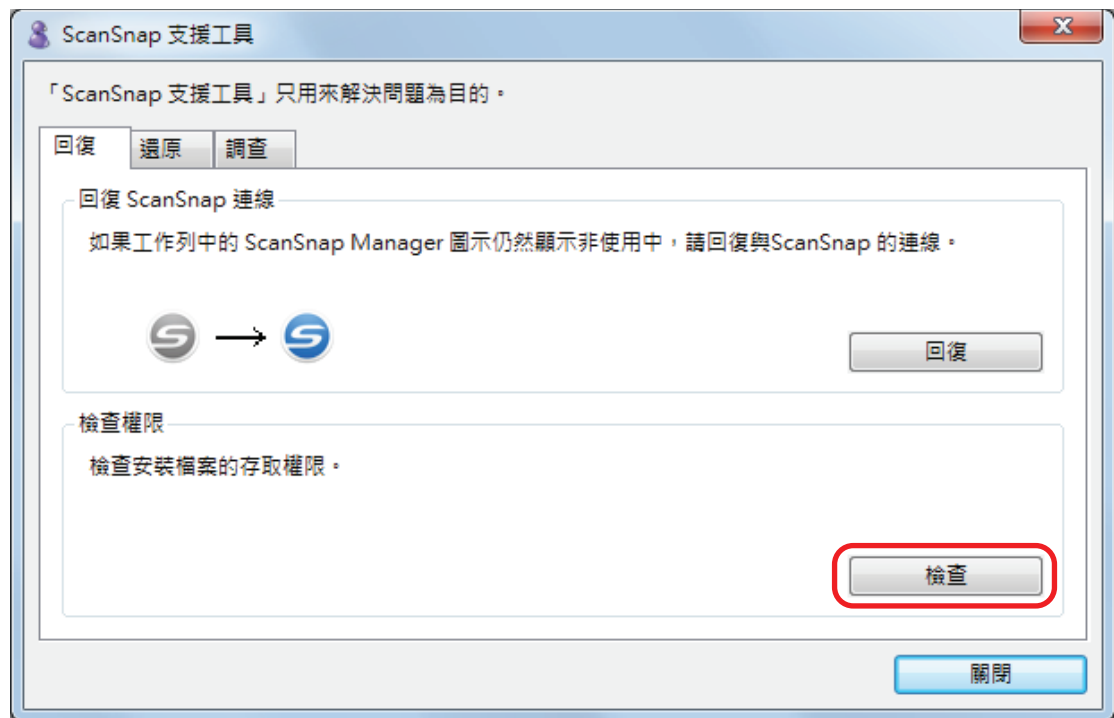 ScanSnap 支援工具
「ScanSnap 支援工具」只用來解決問題為目的。
回復 還原 調查
回復 ScanSnap 連線
如果工作列中的 ScanSnap Manager 圖示仍然顯示非使用中，請回復與ScanSnap 的連線。
回復
檢查權限
檢查安裝檔案的存取權限。
檢查
關閉